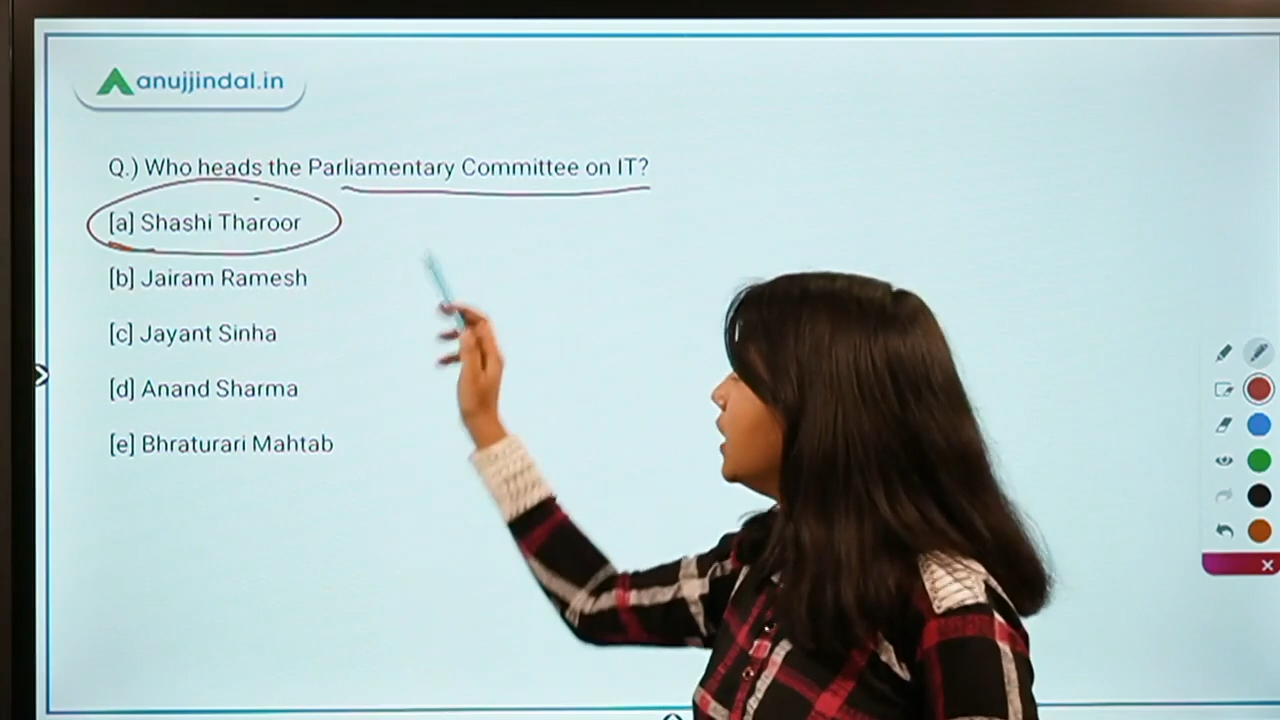 anujjindal.in
Q.) Who heads the Parliamentary Committee on IT?
[a] Shashi Tharoor
[b] Jairam Ramesh
[c] Jayant Sinha
[d] Anand Sharma
[e] Bhraturari Mahtab